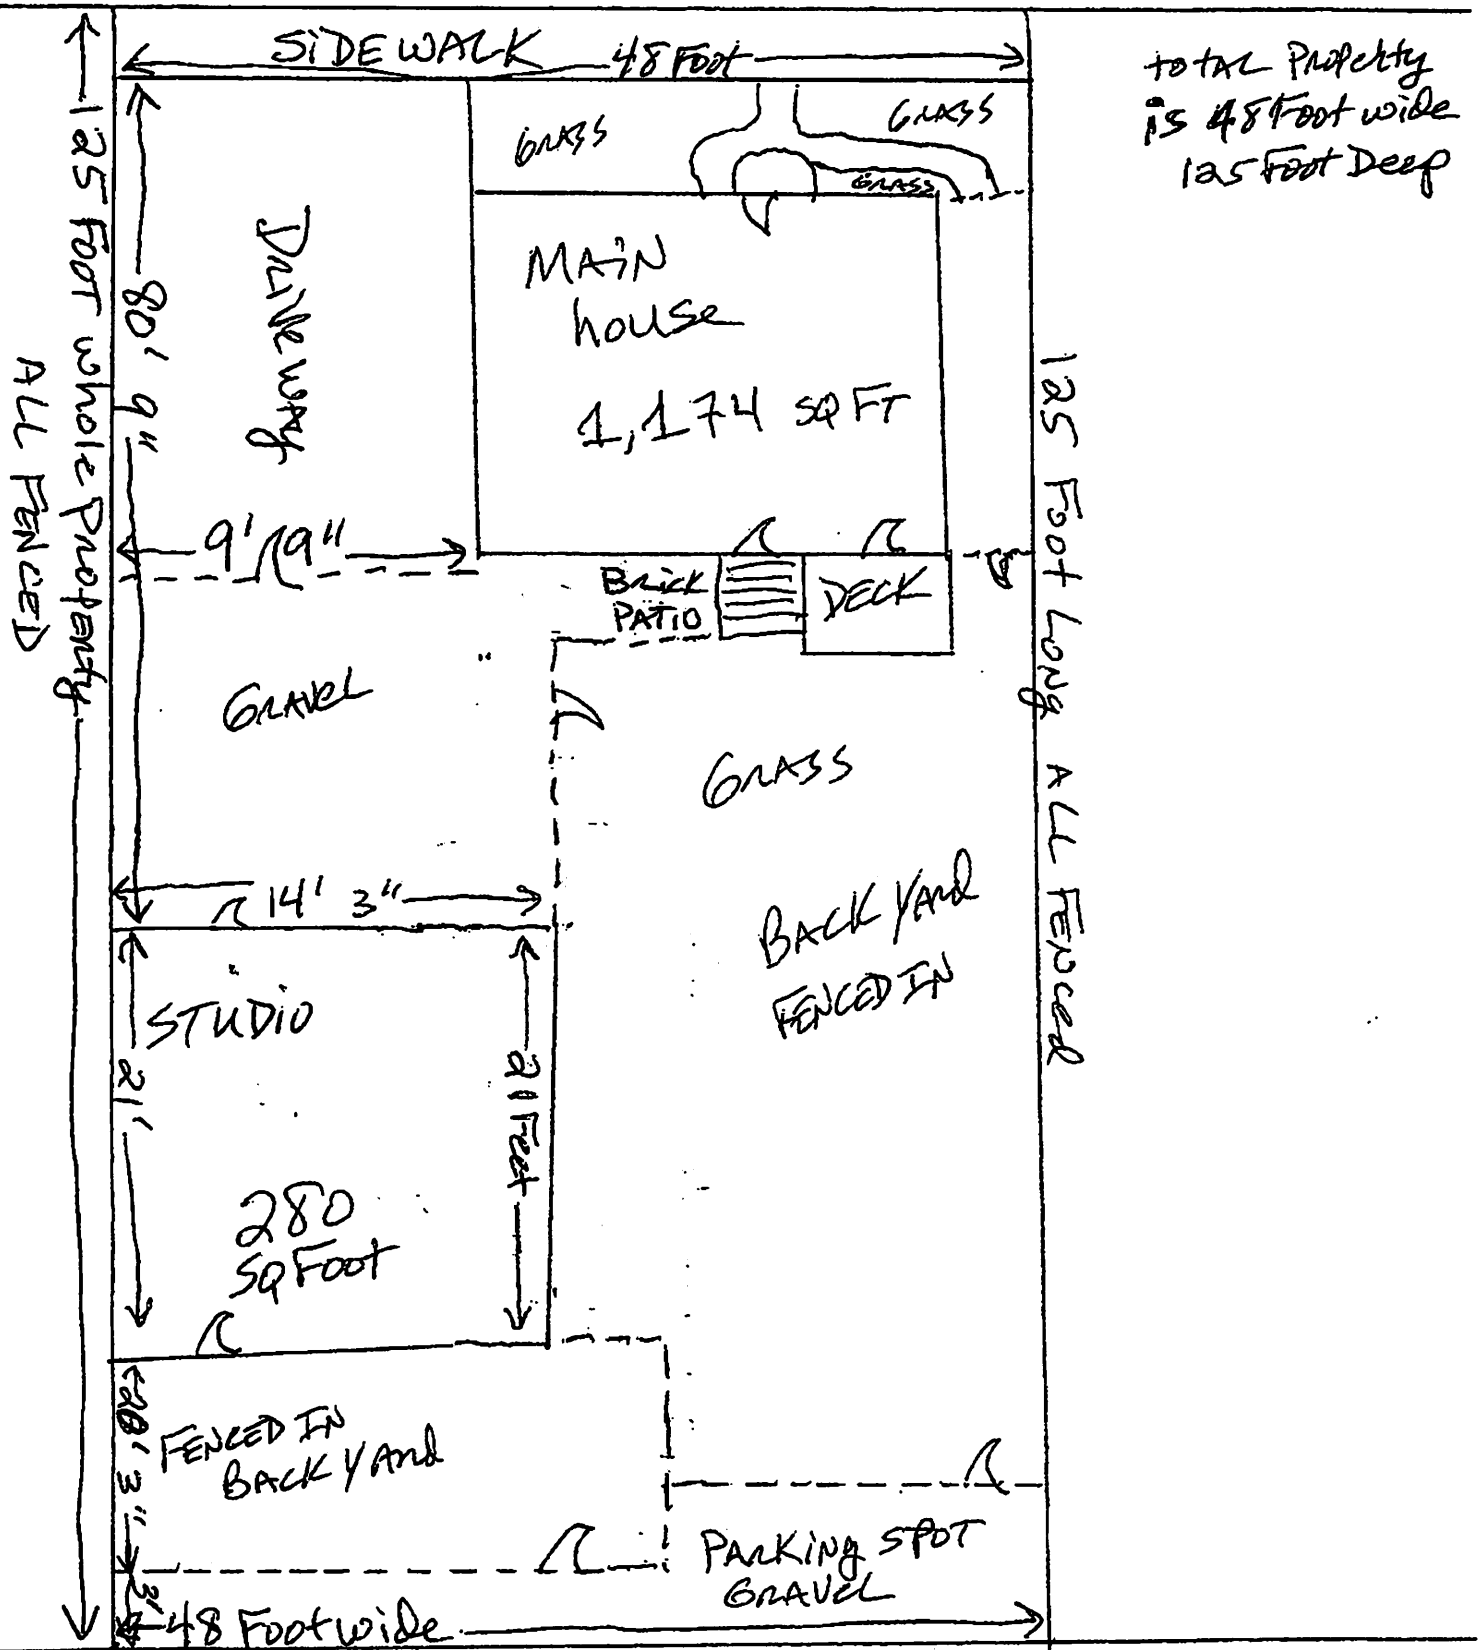 SiDEWALK
48 Foot
total Property
is 48 Foot wide
125 Foot Deep
125 Foot whole Property
ALL FENCED
80' 9"
Driveway
GRASS
GRASS
GRASS
MAiN
house
1,174 SQ FT
9' 9"
Brick
PATIO
DECK
125 Foot Long ALL FENCED
GRAVEL
GRASS
BACK YARd
FENCED IN
14' 3"
STUDiO
21'
21 Feet
280
SQ Foot
20' 3"
FENCED IN
BACK YARd
PARKiNg SPOT
GRAVEL
3'
48 Foot wide